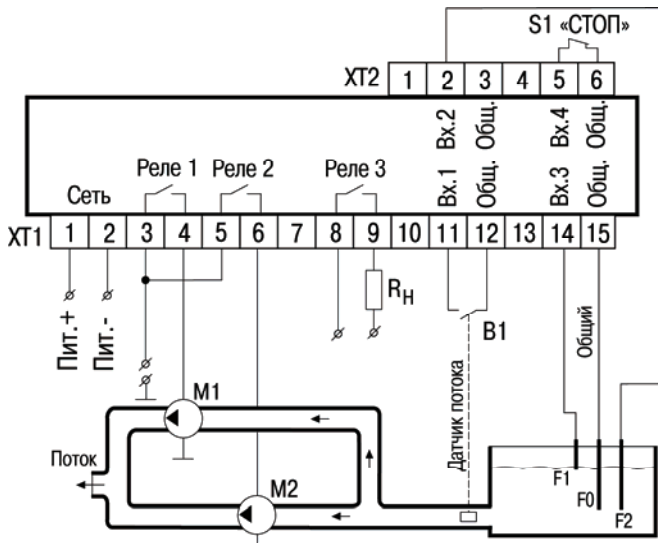 S1 «СТОП»
XT2 1 2 3 4 5 6
Вх.2 Общ. Вх.4 Общ.
Реле 1 Реле 2 Реле 3
Сеть
Вх.1 Общ. Вх.3 Общ.
XT1 1 2 3 4 5 6 7 8 9 10 11 12 13 14 15
Пит.+
Пит.-
RН
B1
Общий
Датчик потока
M1
Поток
M2
F1
F0
F2